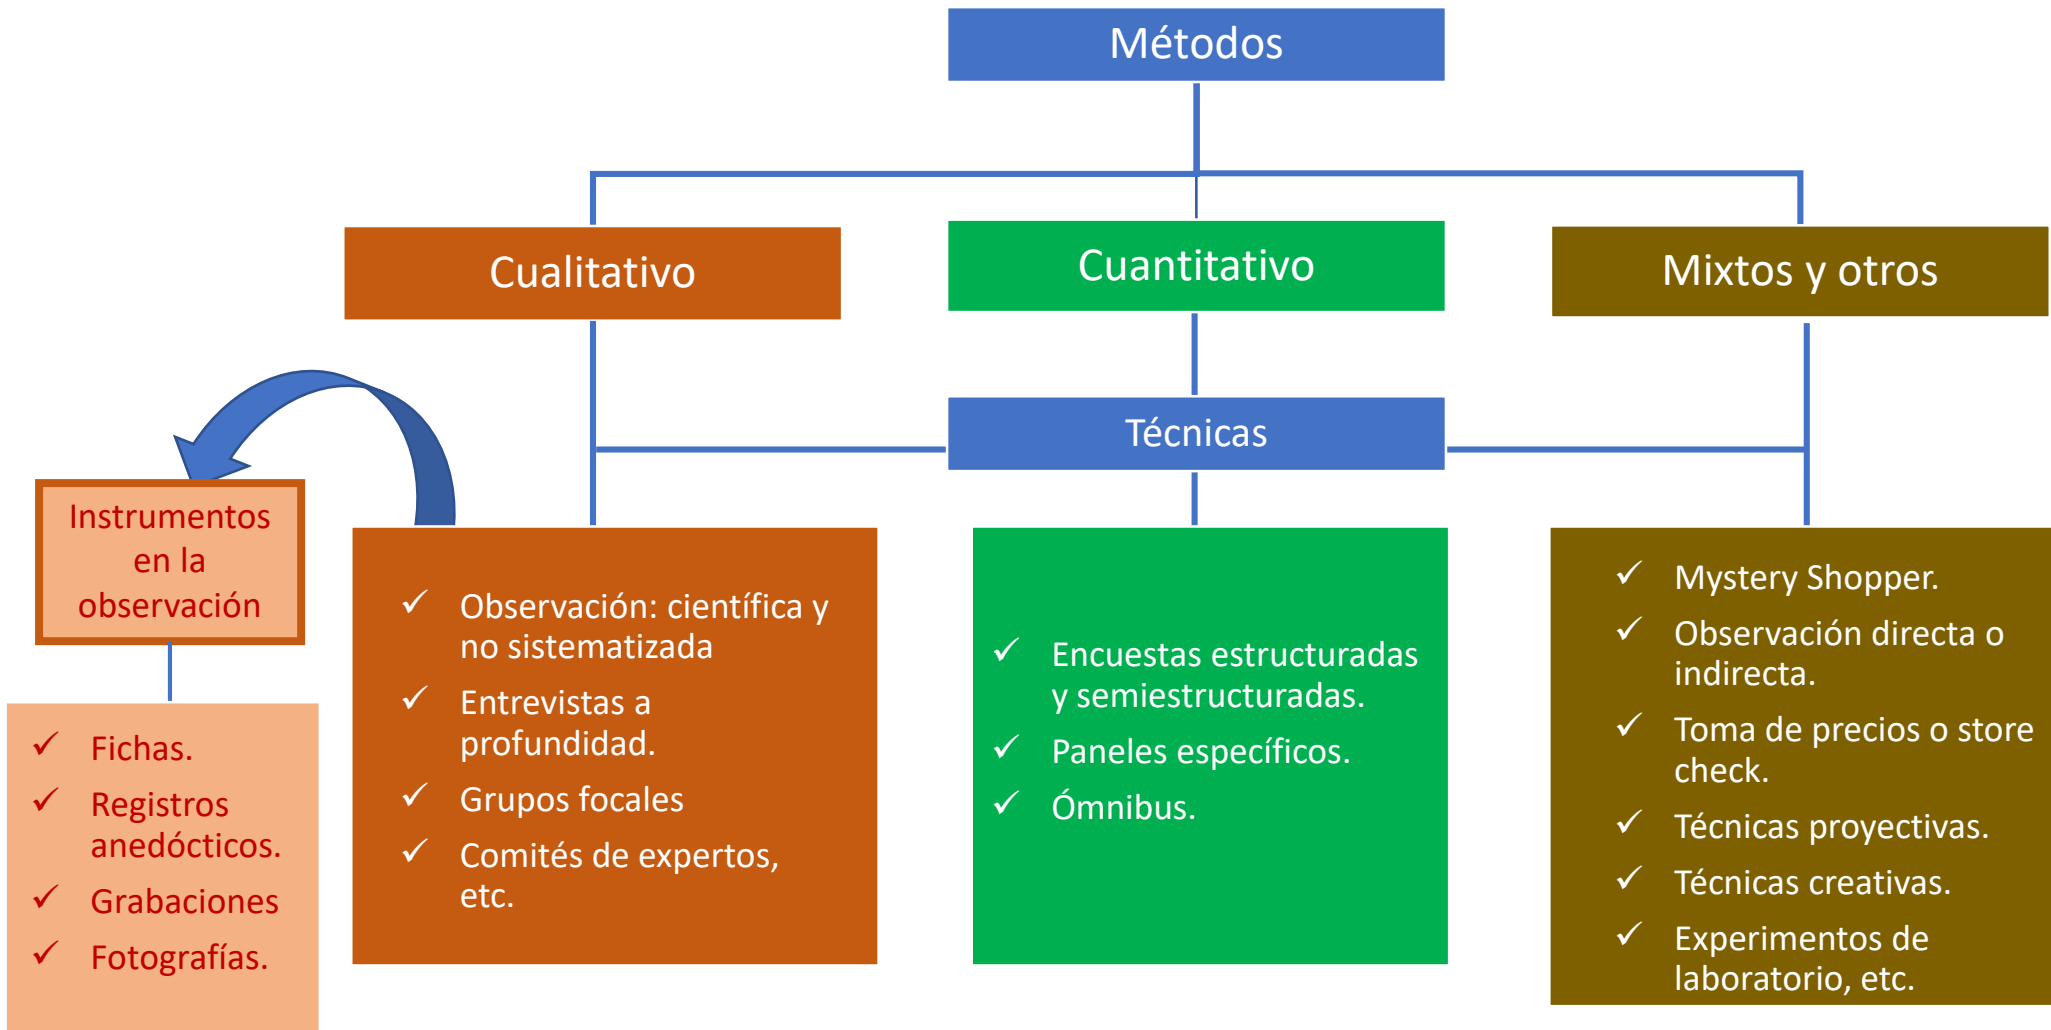 Métodos
Cualitativo
Cuantitativo
Mixtos y otros
Técnicas
Instrumentos
en la
observación
✓ Fichas.
✓ Registros
anedócticos.
✓ Grabaciones
✓ Fotografías.
✓ Observación: científica y
no sistematizada
✓ Entrevistas a
profundidad.
✓ Grupos focales
✓ Comités de expertos,
etc.
✓ Encuestas estructuradas
y semiestructuradas.
✓ Paneles específicos.
✓ Ómnibus.
✓ Mystery Shopper.
✓ Observación directa o
indirecta.
✓ Toma de precios o store
check.
✓ Técnicas proyectivas.
✓ Técnicas creativas.
✓ Experimentos de
laboratorio, etc.